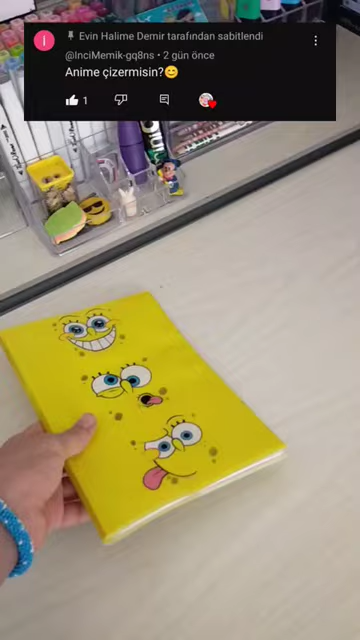 Evin Halime Demir tarafından sabitlendi
@InciMemik-gq8ns • 2 gün önce
Anime çizermisin?😊
1